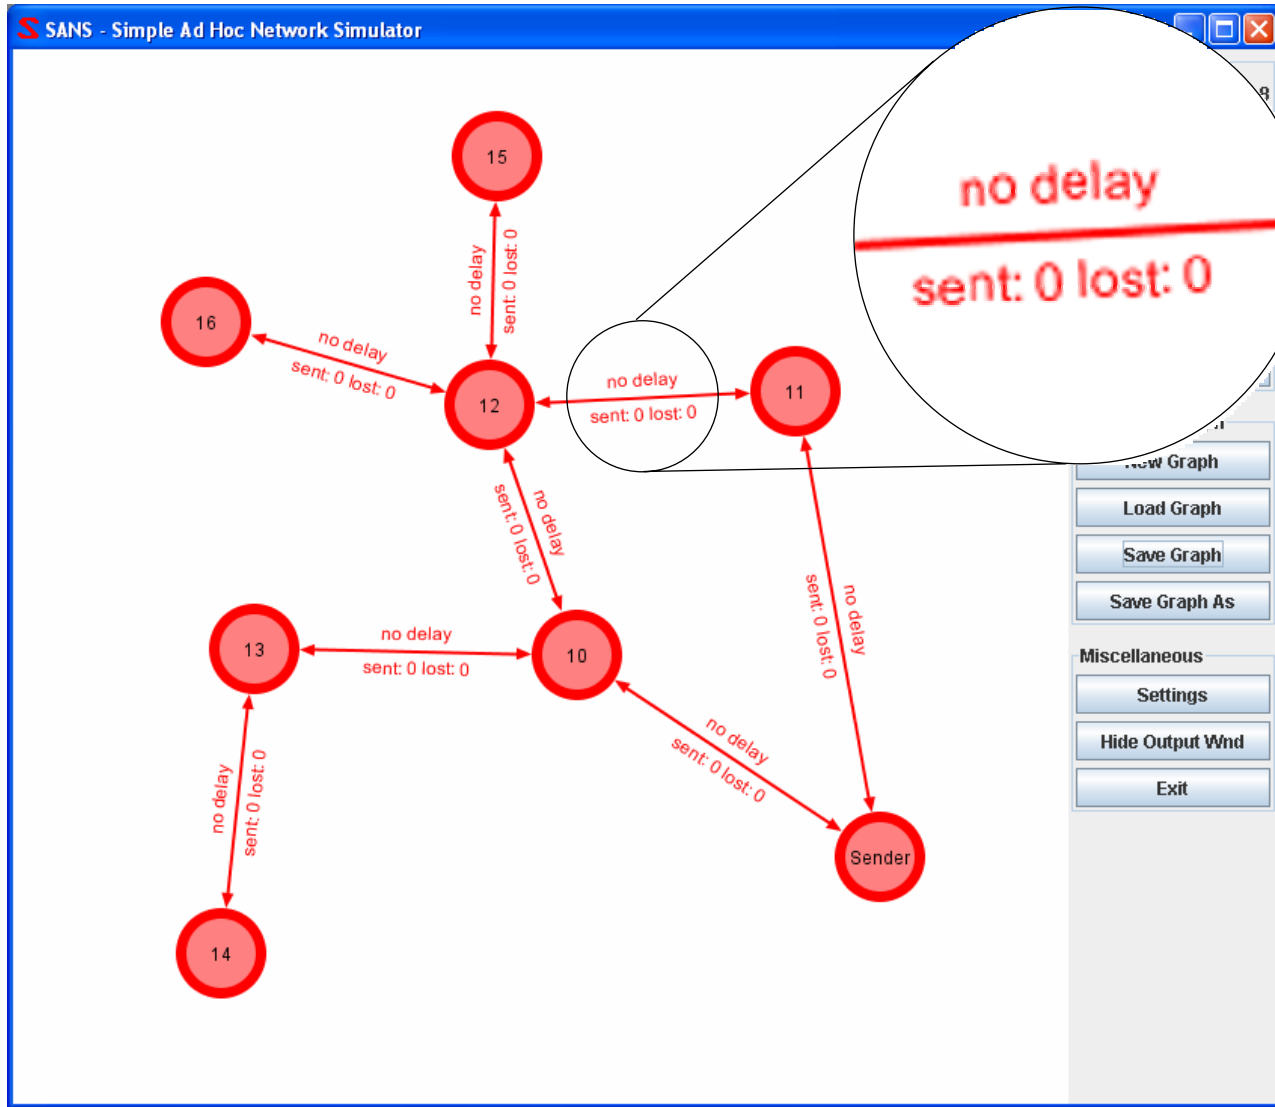 SANS - Simple Ad Hoc Network Simulator
8
no delay
sent: 0 lost: 0
15
no delay
sent: 0 lost: 0
16
no delay
sent: 0 lost: 0
12
no delay
sent: 0 lost: 0
11
no delay
sent: 0 lost: 0
no delay
sent: 0 lost: 0
13
no delay
sent: 0 lost: 0
10
no delay
sent: 0 lost: 0
no delay
sent: 0 lost: 0
Sender
14
New Graph
Load Graph
Save Graph
Save Graph As
Miscellaneous
Settings
Hide Output Wnd
Exit